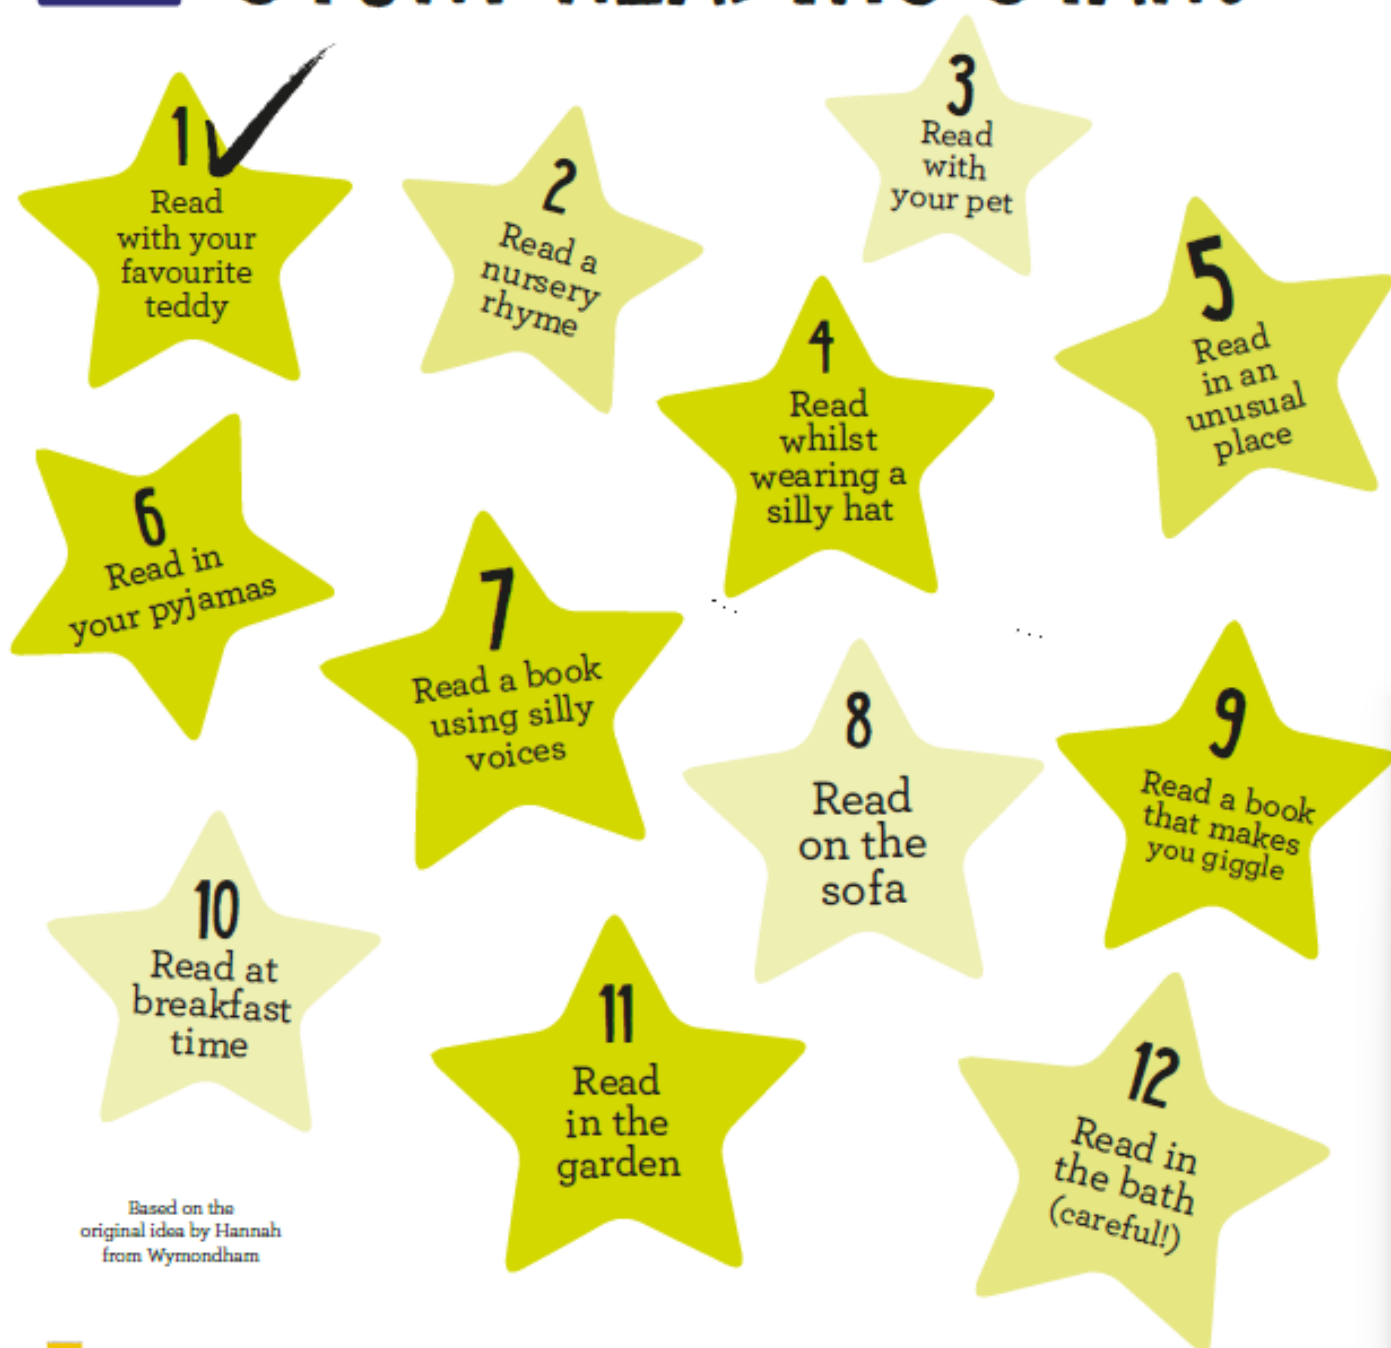 1
Read
with your
favourite
teddy
2
Read a
nursery
rhyme
3
Read
with
your pet
4
Read
whilst
wearing a
silly hat
5
Read
in an
unusual
place
6
Read in
your pyjamas
7
Read a book
using silly
voices
8
Read
on the
sofa
9
Read a book
that makes
you giggle
10
Read at
breakfast
time
11
Read
in the
garden
12
Read in
the bath
(careful!)
Based on the
original idea by Hannah
from Wymondham